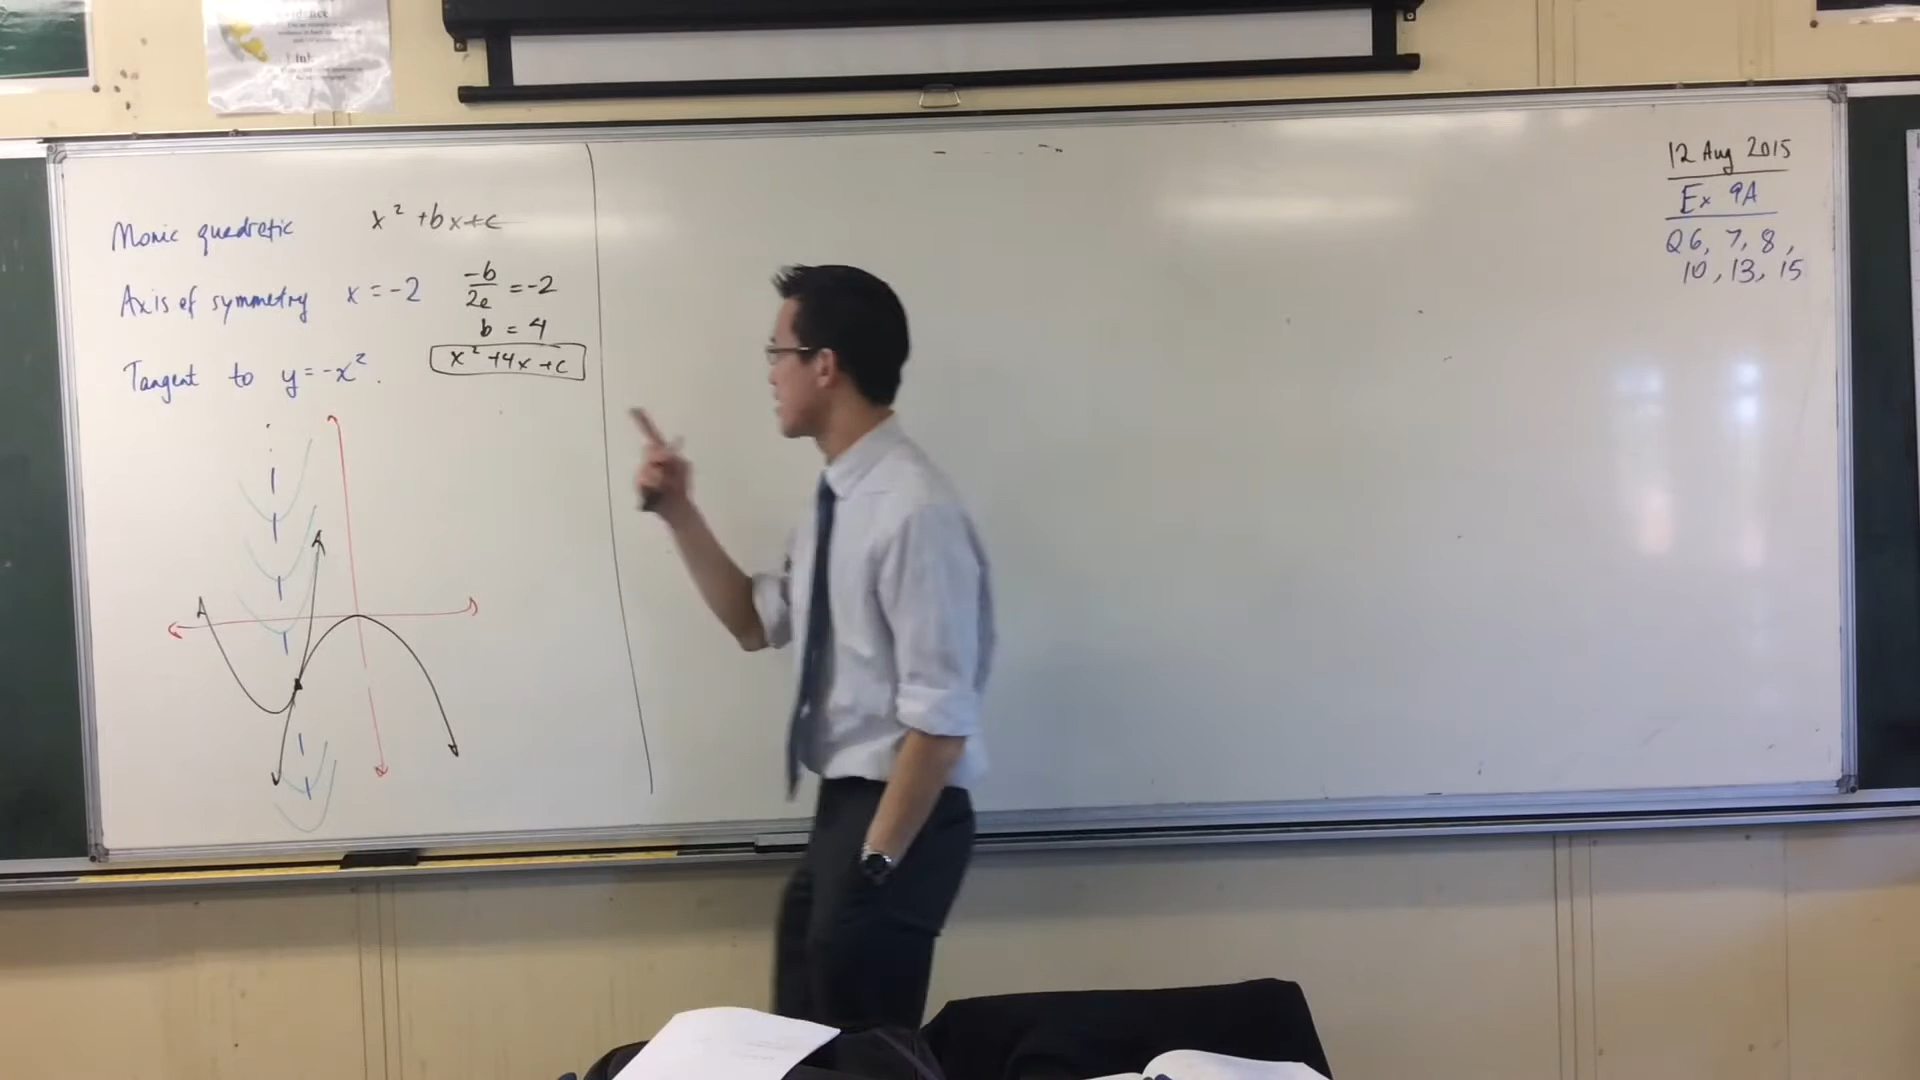 Monic quadratic x² + bx + c
Axis of symmetry x = -2
-b/2a = -2
b = 4
x² + 4x + c
Tangent to y = -x².
12 Aug 2015
Ex 9A
Q6, 7, 8,
10, 13, 15